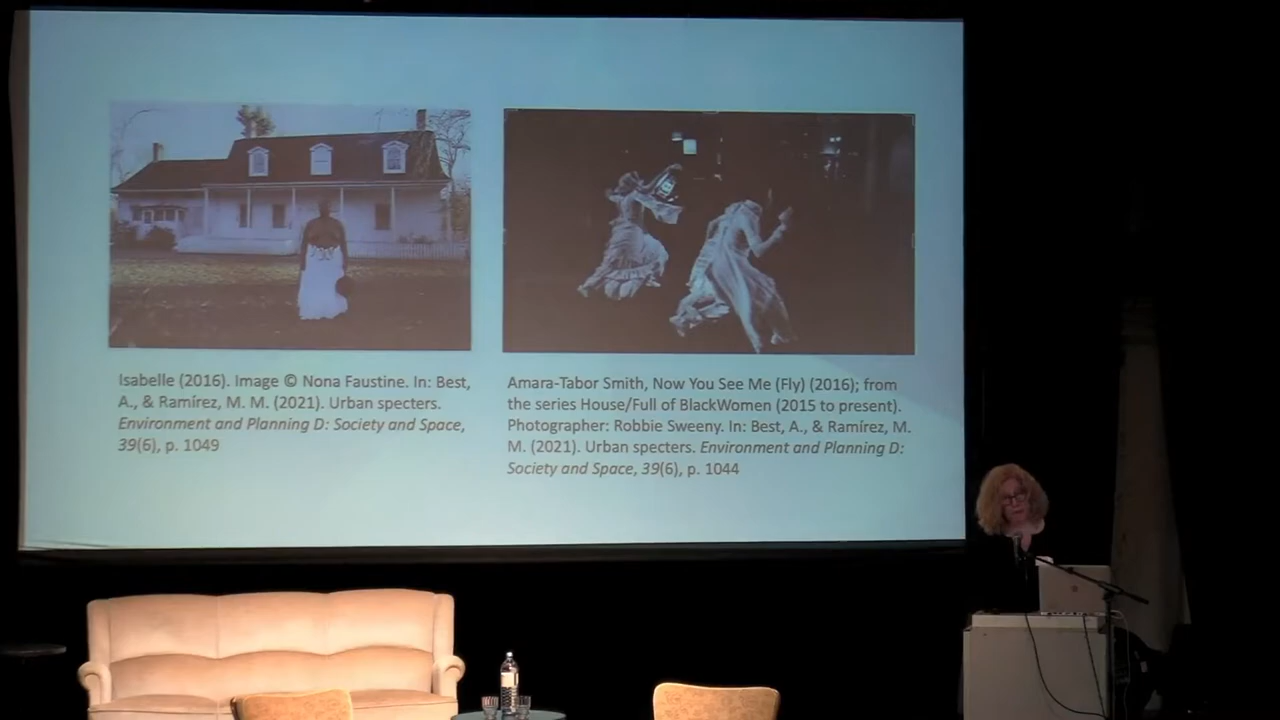 Isabelle (2016). Image © Nona Faustine. In: Best,
A., & Ramírez, M. M. (2021). Urban specters.
Environment and Planning D: Society and Space,
39(6), p. 1049
Amara-Tabor Smith, Now You See Me (Fly) (2016); from
the series House/Full of BlackWomen (2015 to present).
Photographer: Robbie Sweeny. In: Best, A., & Ramírez, M.
M. (2021). Urban specters. Environment and Planning D:
Society and Space, 39(6), p. 1044